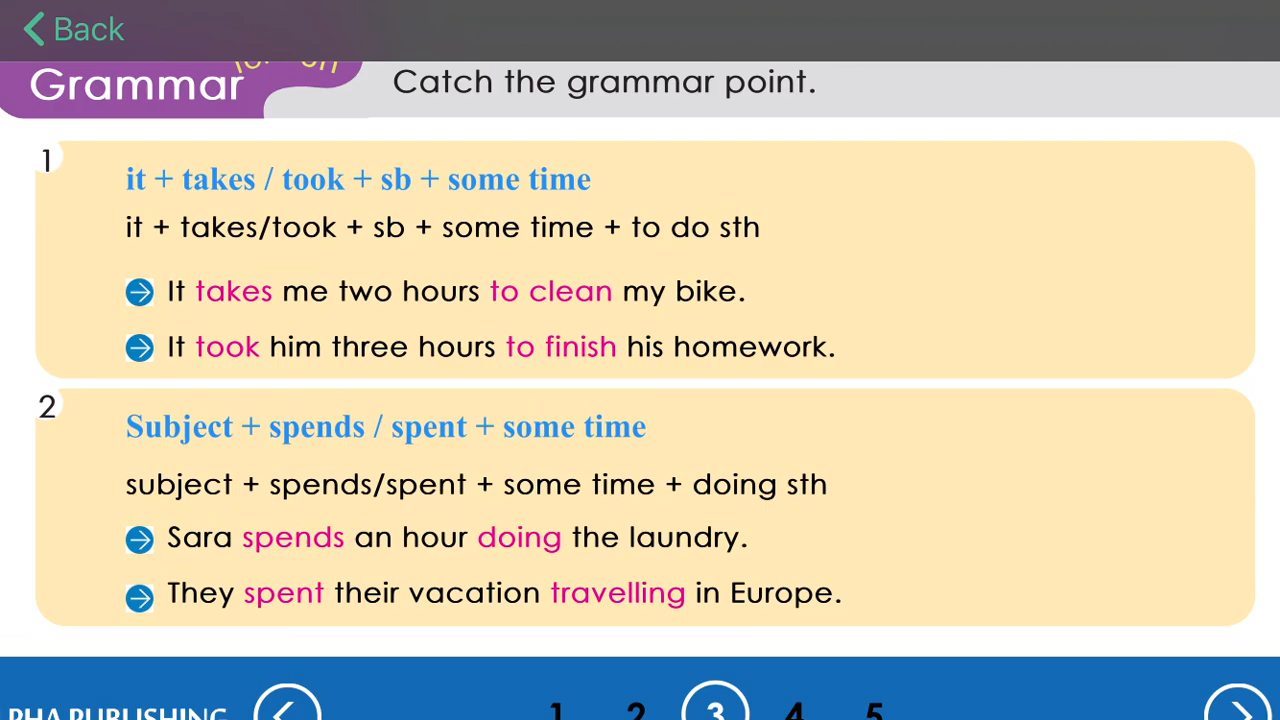 Back
Grammar
Catch the grammar point.
1
it + takes / took + sb + some time
it + takes/took + sb + some time + to do sth
It takes me two hours to clean my bike.
It took him three hours to finish his homework.
2
Subject + spends / spent + some time
subject + spends/spent + some time + doing sth
Sara spends an hour doing the laundry.
They spent their vacation travelling in Europe.
PHA PUBLISHING 1 2 3 4 5